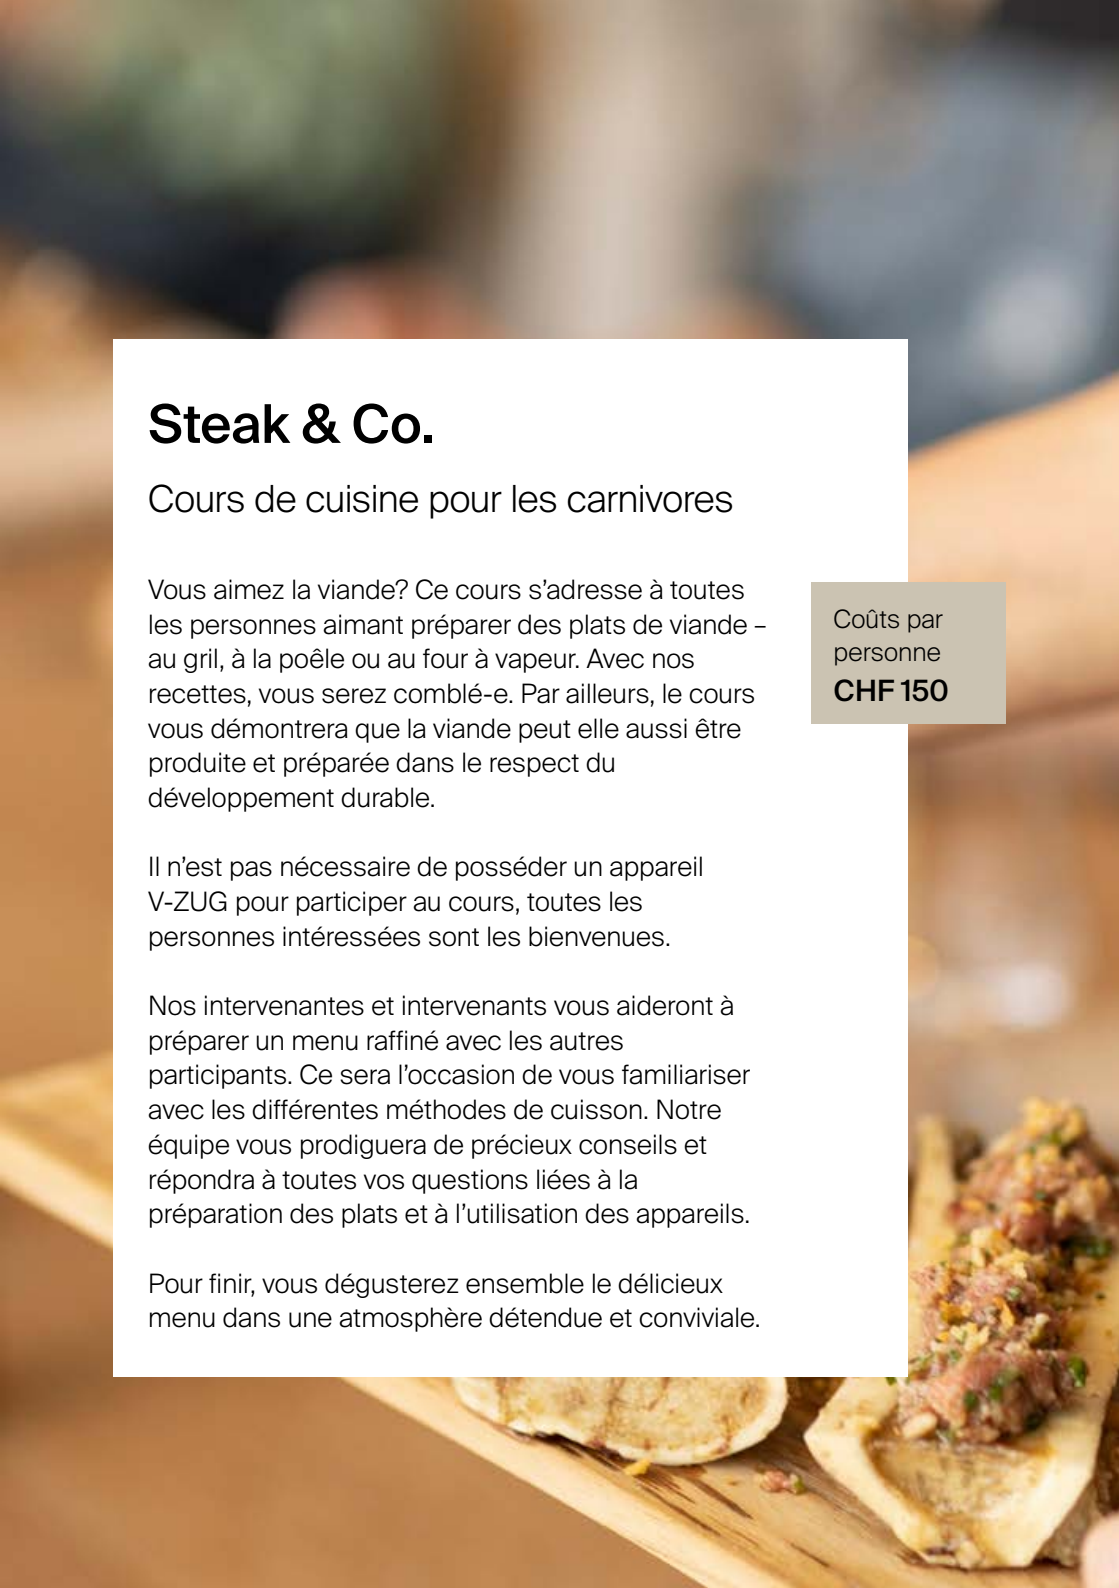 Steak & Co.
Cours de cuisine pour les carnivores
Vous aimez la viande? Ce cours s’adresse à toutes
les personnes aimant préparer des plats de viande –
au gril, à la poêle ou au four à vapeur. Avec nos
recettes, vous serez comblé-e. Par ailleurs, le cours
vous démontrera que la viande peut elle aussi être
produite et préparée dans le respect du
développement durable.
Il n’est pas nécessaire de posséder un appareil
V-ZUG pour participer au cours, toutes les
personnes intéressées sont les bienvenues.
Nos intervenantes et intervenants vous aideront à
préparer un menu raffiné avec les autres
participants. Ce sera l’occasion de vous familiariser
avec les différentes méthodes de cuisson. Notre
équipe vous prodiguera de précieux conseils et
répondra à toutes vos questions liées à la
préparation des plats et à l’utilisation des appareils.
Pour finir, vous dégusterez ensemble le délicieux
menu dans une atmosphère détendue et conviviale.
Coûts par
personne
CHF 150